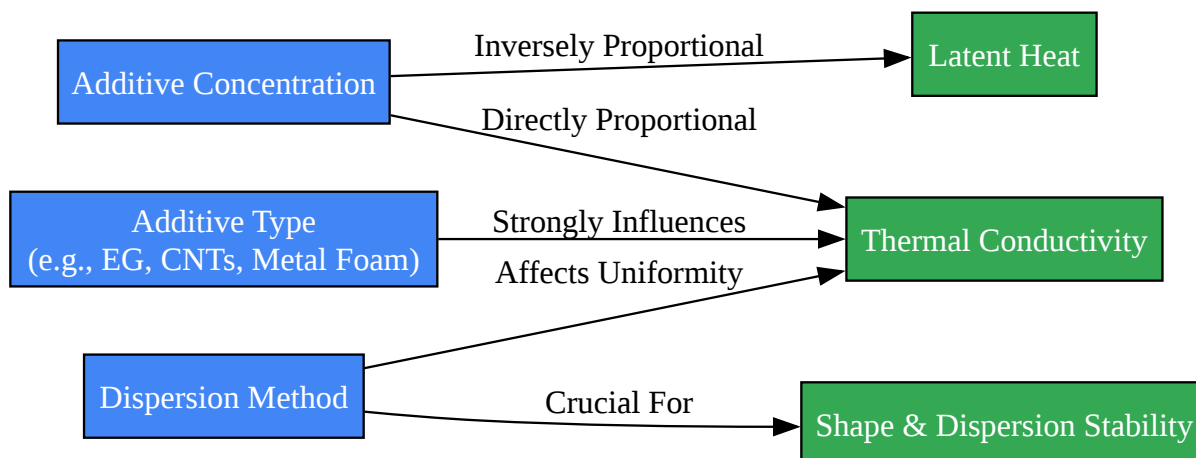 Inversely Proportional
Latent Heat
Additive Concentration
Directly Proportional
Additive Type
(e.g., EG, CNTs, Metal Foam)
Strongly Influences
Thermal Conductivity
Affects Uniformity
Dispersion Method
Crucial For
Shape & Dispersion Stability